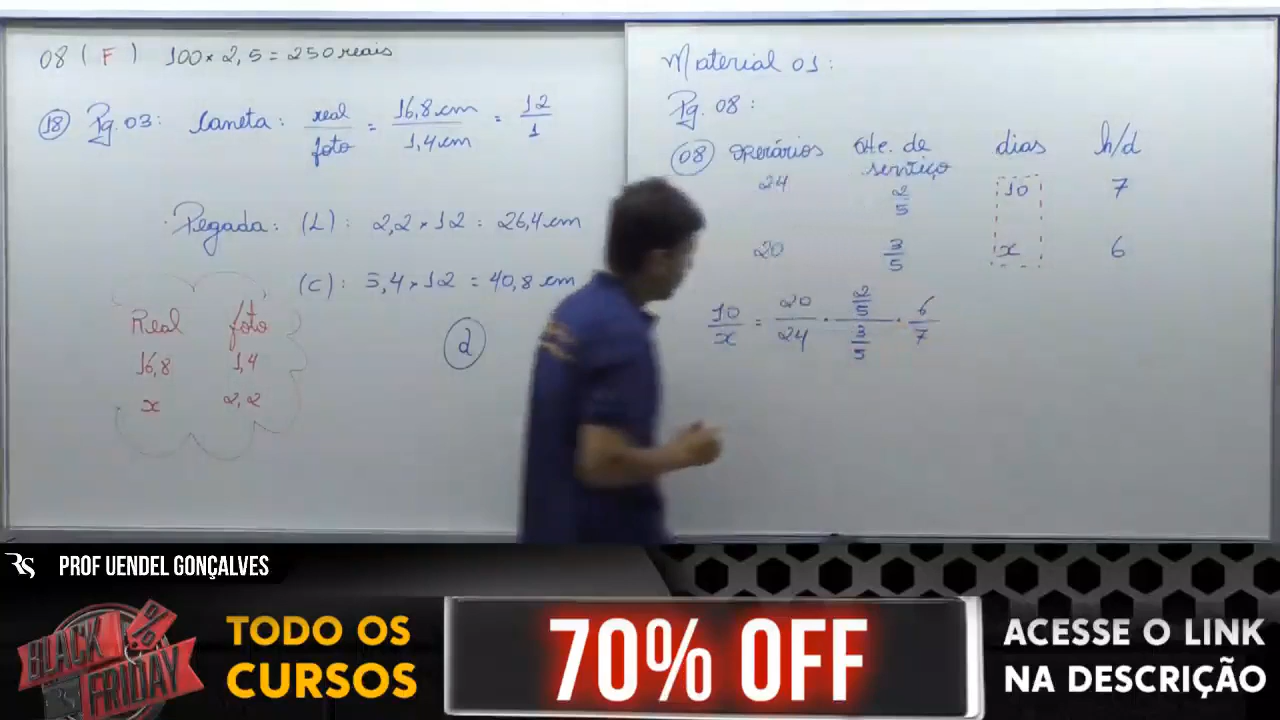 08 ( F ) 100 × 2,5 = 250 reais
18 Pg. 03: Caneta: real/foto = 16,8 cm/1,4 cm = 12/1
Pegada: (L): 2,2 × 12 = 26,4 cm
(C): 5,4 × 12 = 40,8 cm
Real foto
16,8 1,4
x 2,2
d
Material 01:
Pg. 08:
08 Operários Qte. de serviço dias h/d
24 2/5 10 7
20 3/5 x 6
10/x = 20/24 · 2/5/3/5 · 6/7
RS PROF UENDEL GONÇALVES
BLACK FRIDAY
%
RS
TODO OS CURSOS
70% OFF
ACESSE O LINK
NA DESCRIÇÃO